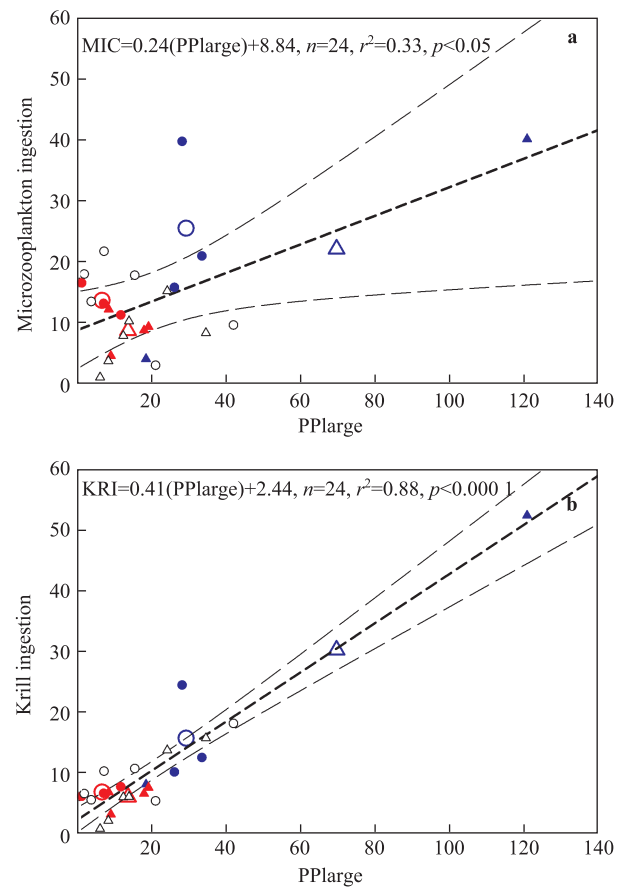 60
MIC=0.24(PPlarge)+8.84, n=24, r²=0.33, p<0.05
a
50
40
30
20
10
0
Microzooplankton ingestion
20 40 60 80 100 120 140
PPlarge
60
KRI=0.41(PPlarge)+2.44, n=24, r²=0.88, p<0.000 1
b
50
40
30
20
10
0
Krill ingestion
20 40 60 80 100 120 140
PPlarge